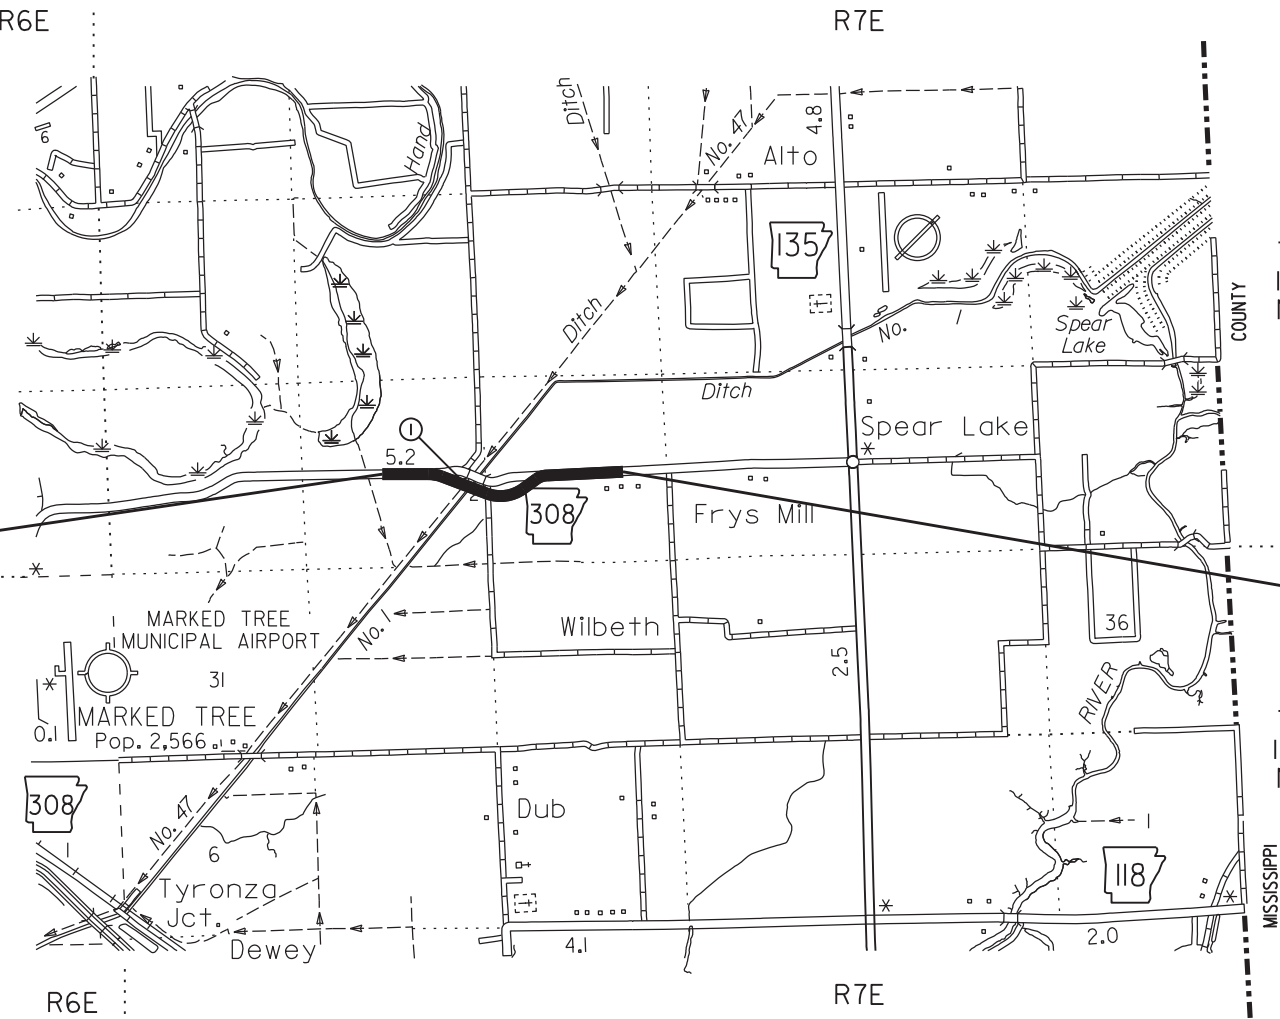 R6E
R7E
Ditch
4.8
No. 47
6
Hand
Alto
135
COUNTY
Ditch
No.
8
Spear
Lake
Ditch
1
Spear Lake
5.2
2
308
Frys Mill
MARKED TREE
MUNICIPAL AIRPORT
No. 1
Wilbeth
36
31
2.5
RIVER
MARKED TREE
0.1
Pop. 2,566
308
No. 47
Dub
1
6
118
Tyronza
Jct.
MISSISSIPPI
Dewey
4.1
2.0
R6E
R7E